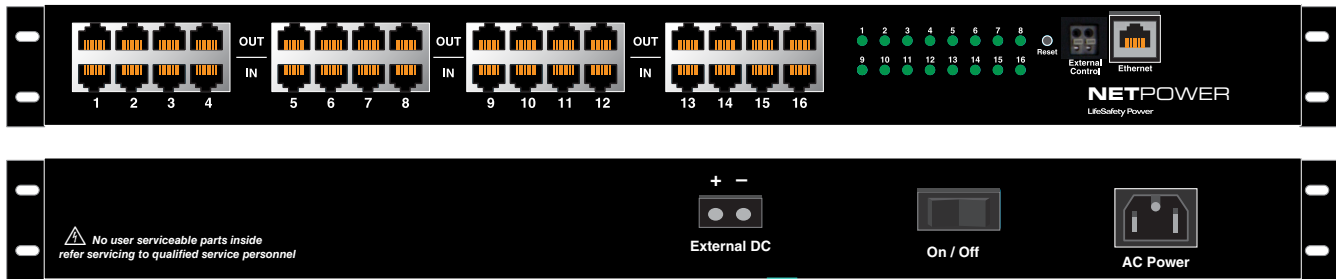 OUT
IN
OUT
IN
OUT
IN
1 2 3 4 5 6 7 8 9 10 11 12 13 14 15 16
1 2 3 4 5 6 7 8
9 10 11 12 13 14 15 16
Reset
External
Control
Ethernet
NETPOWER
LifeSafety Power
+ −
External DC
On / Off
AC Power
No user serviceable parts inside
refer servicing to qualified service personnel